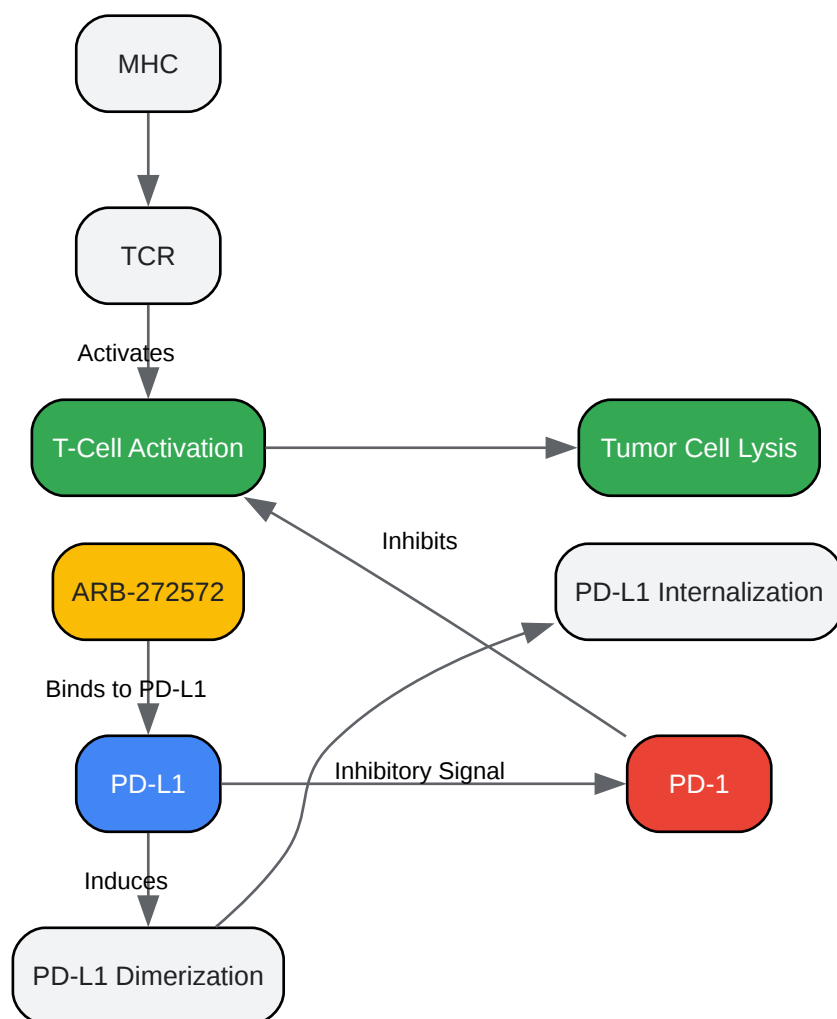 MHC
TCR
Activates
T-Cell Activation
Tumor Cell Lysis
Inhibits
ARB-272572
PD-L1 Internalization
Binds to PD-L1
PD-L1
Inhibitory Signal
PD-1
Induces
PD-L1 Dimerization